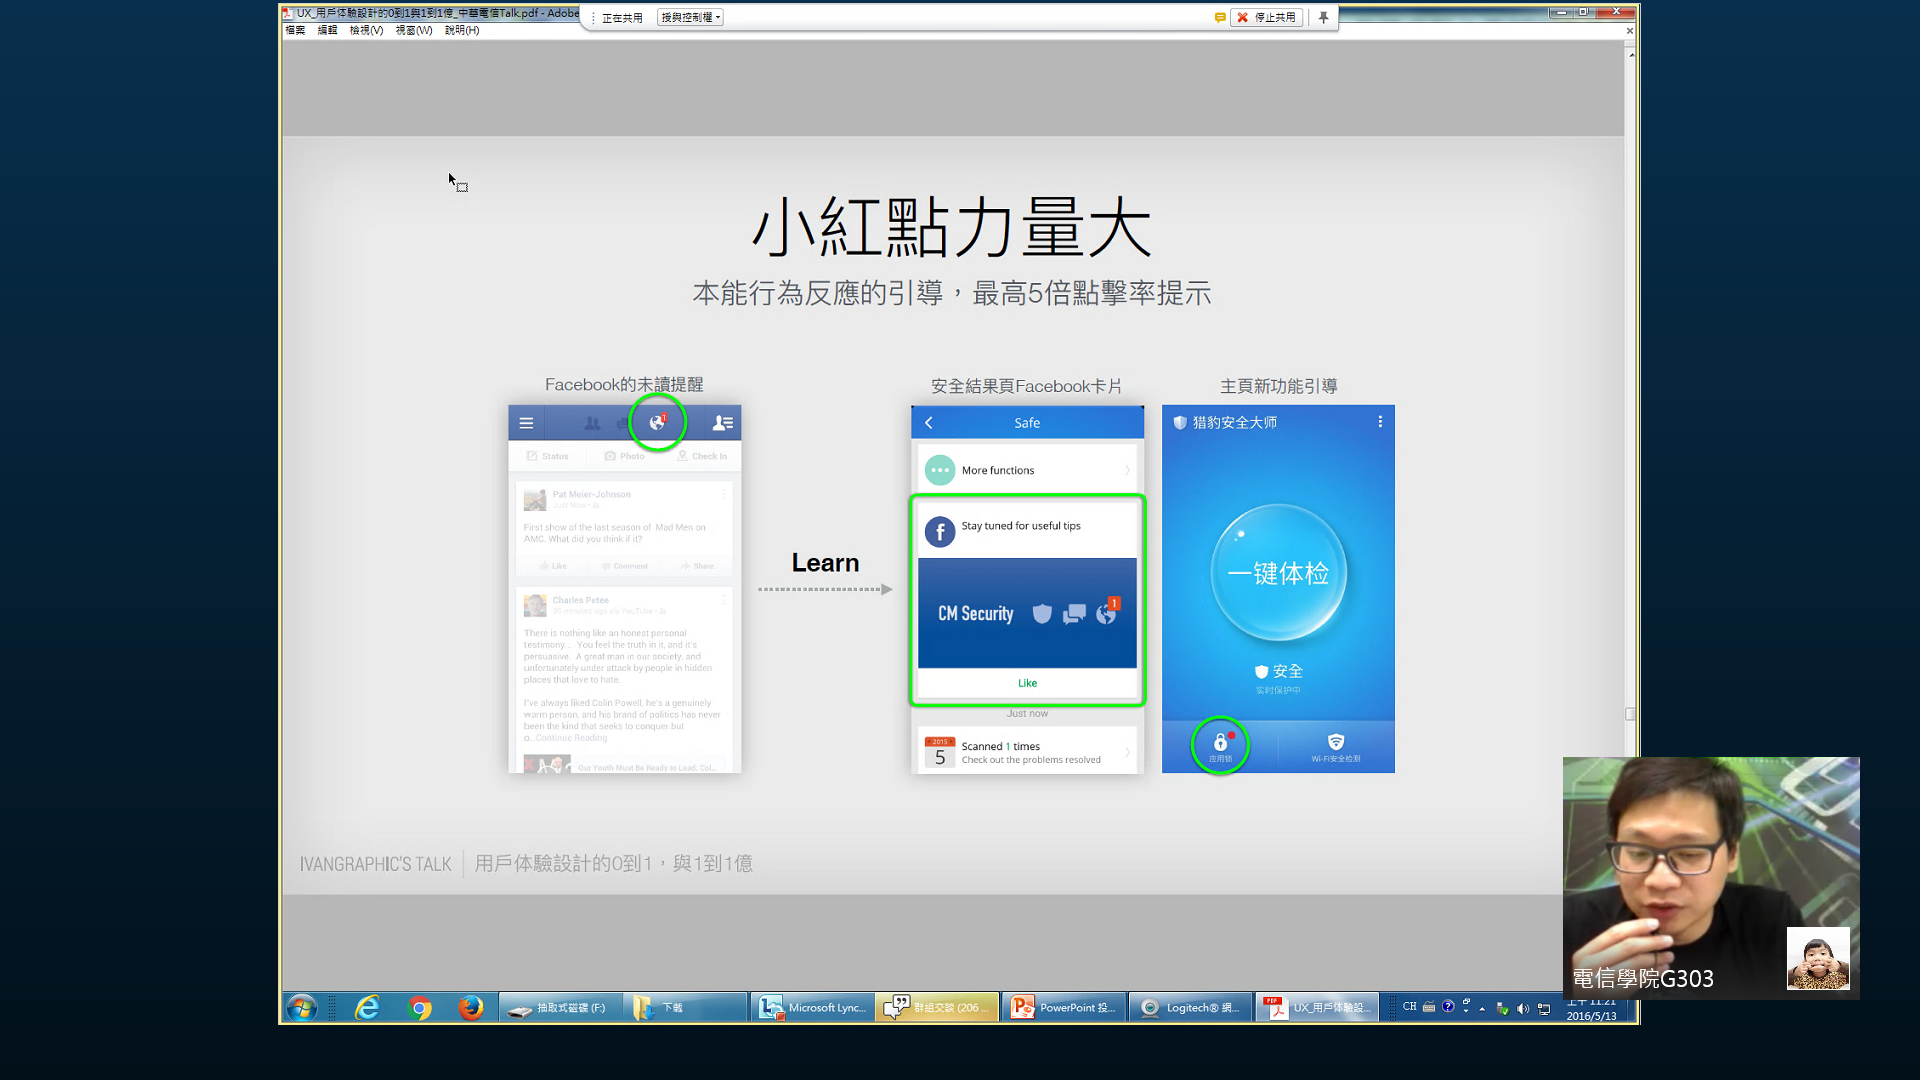 UX_用戶体驗設計的0到1與1到1億_中華電信Talk.pdf - Adobe
正在共用
授與控制權
停止共用
檔案 編輯 檢視(V) 視窗(W) 說明(H)
小紅點力量大
本能行為反應的引導，最高5倍點擊率提示
Facebook的未讀提醒
1
Status Photo Check In
Pat Meier-Johnson
Just Now
First show of the last season of Mad Men on
AMC. What did you think if it?
Like Comment Share
Charles Petee
30 minutes ago via YouTube
There is nothing like an honest personal
testimony... You feel the truth in it, and it's
persuasive. A great man in our society, and
unfortunately under attack by people in hidden
places that love to hate.
I've always liked Colin Powell, he's a genuinely
warm person, and his brand of politics has never
been the kind that seeks to conquer but
a...Continue Reading
Our Youth Must Be Ready to Lead: Col...
Learn
安全結果頁Facebook卡片
Safe
More functions
Stay tuned for useful tips
CM Security
1
Like
Just now
2015
5
Scanned 1 times
Check out the problems resolved
主頁新功能引導
猎豹安全大师
一键体检
安全
实时保护中
应用锁
Wi-Fi安全检测
IVANGRAPHIC'S TALK
用戶体驗設計的0到1，與1到1億
電信學院G303
抽取式磁碟 (F:)
下載
Microsoft Lync...
群組交談 (206 ...
PowerPoint 投...
Logitech® 網...
UX_用戶体驗設...
CH
上午 11:21
2016/5/13